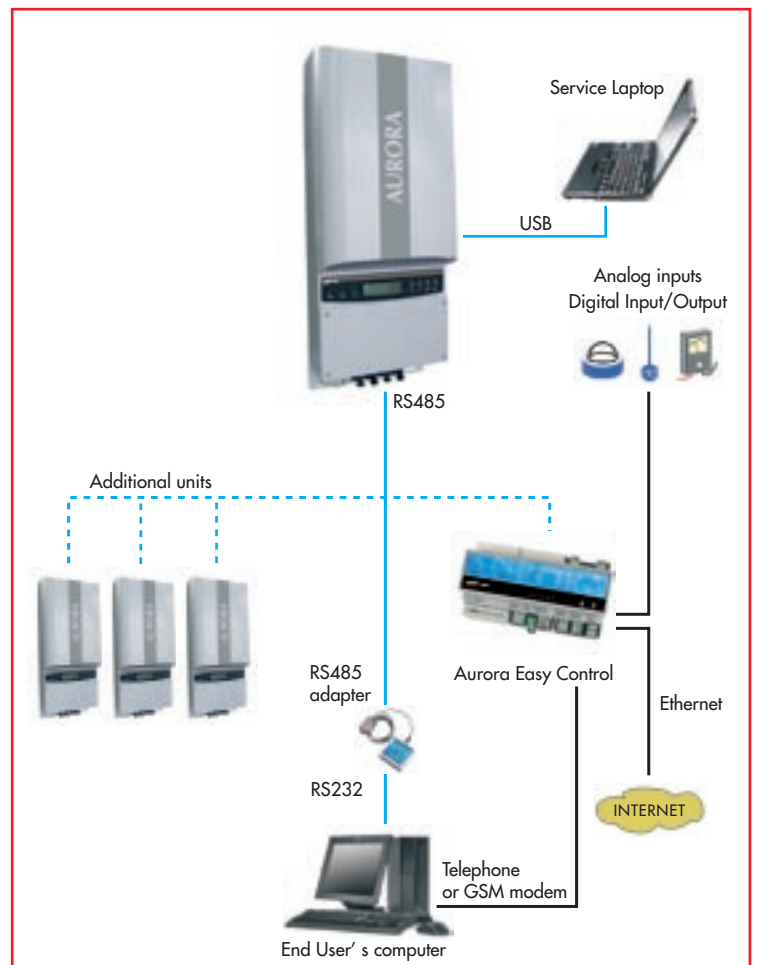 AURORA
Service Laptop
USB
Analog inputs
Digital Input/Output
RS485
Additional units
RS485
adapter
Aurora Easy Control
Ethernet
RS232
INTERNET
Telephone
or GSM modem
End User’ s computer